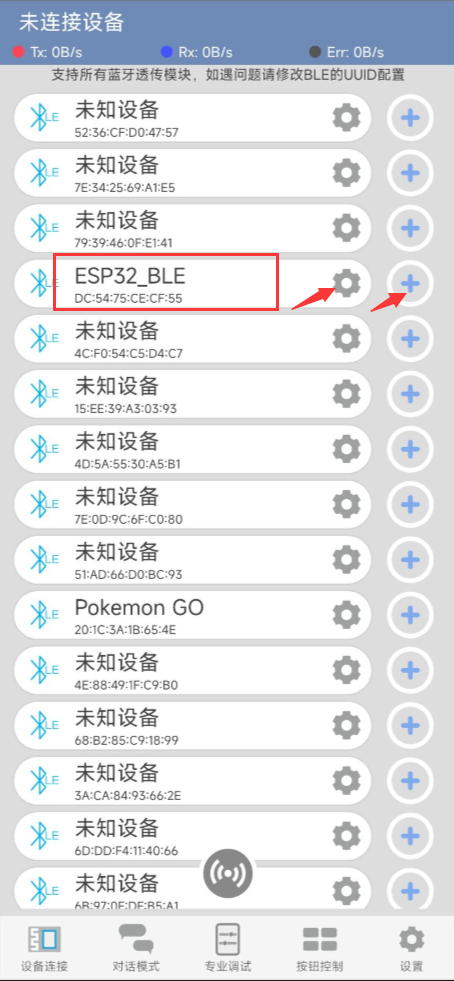 未连接设备
Tx: 0B/s Rx: 0B/s Err: 0B/s
支持所有蓝牙透传模块，如遇问题请修改BLE的UUID配置
LE 未知设备
52:36:CF:D0:47:57
LE 未知设备
7E:34:25:69:A1:E5
LE 未知设备
79:39:46:0F:E1:41
LE ESP32_BLE
DC:54:75:CE:CF:55
LE 未知设备
4C:F0:54:C5:D4:C7
LE 未知设备
15:EE:39:A3:03:93
LE 未知设备
4D:5A:55:30:A5:B1
LE 未知设备
7E:0D:9C:6F:C0:80
LE 未知设备
51:AD:66:D0:BC:93
LE Pokemon GO
20:1C:3A:1B:65:4E
LE 未知设备
4E:88:49:1F:C9:B0
LE 未知设备
68:B2:85:C9:18:99
LE 未知设备
3A:CA:84:93:66:2E
LE 未知设备
6D:DD:F4:11:40:66
LE 未知设备
6B:97:0F:DF:B5:A1
设备连接 对话模式 专业调试 按钮控制 设置